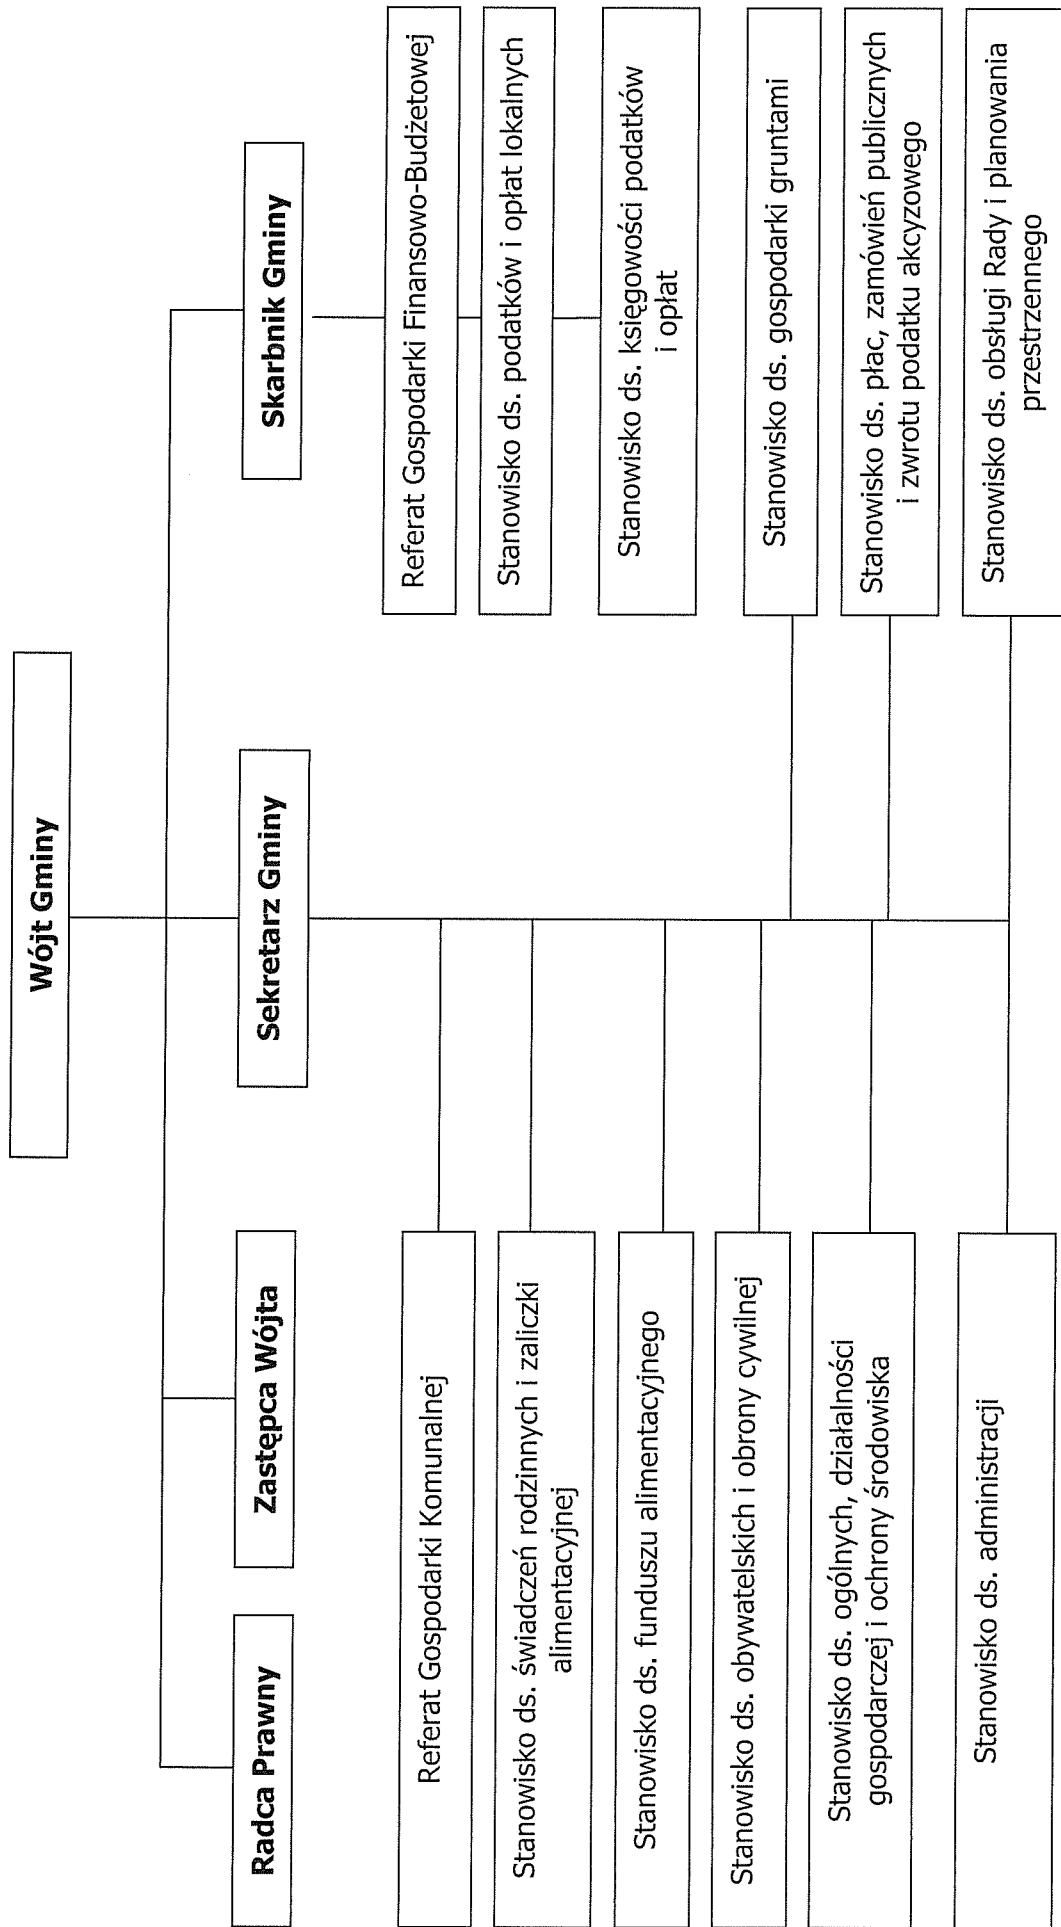 Wójt Gminy
Radca Prawny
Zastępca Wójta
Sekretarz Gminy
Skarbnik Gminy
Referat Gospodarki Komunalnej
Stanowisko ds. świadczeń rodzinnych i zaliczki
alimentacyjnej
Stanowisko ds. funduszu alimentacyjnego
Stanowisko ds. obywatelskich i obrony cywilnej
Stanowisko ds. ogólnych, działalności
gospodarczej i ochrony środowiska
Stanowisko ds. administracji
Referat Gospodarki Finansowo-Budżetowej
Stanowisko ds. podatków i opłat lokalnych
Stanowisko ds. księgowości podatków
i opłat
Stanowisko ds. gospodarki gruntami
Stanowisko ds. płac, zamówień publicznych
i zwrotu podatku akcyzowego
Stanowisko ds. obsługi Rady i planowania
przestrzennego